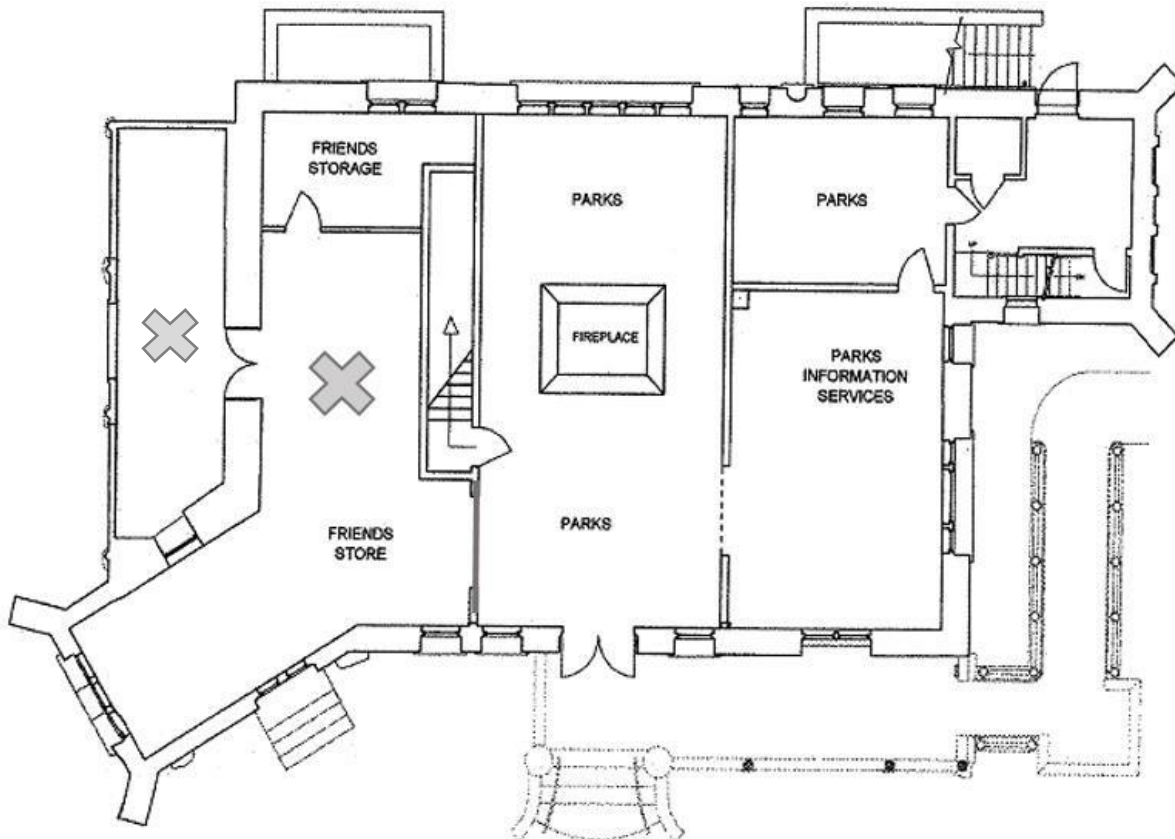 FRIENDS
STORAGE
PARKS
PARKS
FIREPLACE
PARKS
INFORMATION
SERVICES
FRIENDS
STORE
PARKS